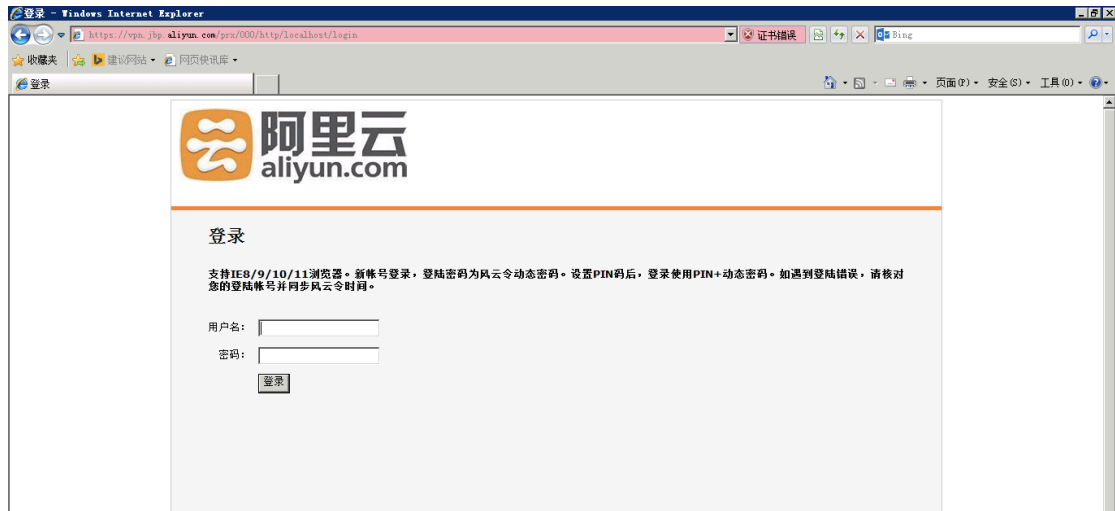 登录 - Windows Internet Explorer
https://vpn.jbp.aliyun.com/prx/000/http/localhost/login
证书错误
Bing
收藏夹
建议网站
网页快讯库
登录
页面(P)
安全(S)
工具(O)
阿里云
aliyun.com
登录
支持IE8/9/10/11浏览器。新帐号登录，登陆密码为风云令动态密码。设置PIN码后，登录使用PIN+动态密码。如遇到登陆错误，请核对
您的登陆帐号并同步风云令时间。
用户名：
密码：
登录